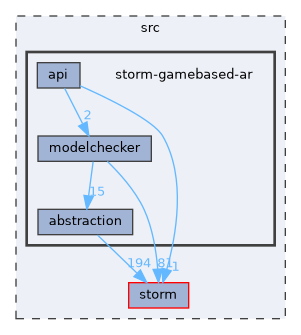 src
api
storm-gamebased-ar
2
modelchecker
15
abstraction
194
81
1
storm